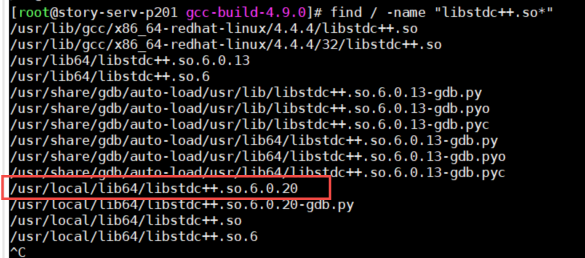 [root@story-serv-p201 gcc-build-4.9.0]# find / -name "libstdc++.so*"
/usr/lib/gcc/x86_64-redhat-linux/4.4.4/libstdc++.so
/usr/lib/gcc/x86_64-redhat-linux/4.4.4/32/libstdc++.so
/usr/lib64/libstdc++.so.6.0.13
/usr/lib64/libstdc++.so.6
/usr/share/gdb/auto-load/usr/lib/libstdc++.so.6.0.13-gdb.py
/usr/share/gdb/auto-load/usr/lib/libstdc++.so.6.0.13-gdb.pyo
/usr/share/gdb/auto-load/usr/lib/libstdc++.so.6.0.13-gdb.pyc
/usr/share/gdb/auto-load/usr/lib64/libstdc++.so.6.0.13-gdb.py
/usr/share/gdb/auto-load/usr/lib64/libstdc++.so.6.0.13-gdb.pyo
/usr/share/gdb/auto-load/usr/lib64/libstdc++.so.6.0.13-gdb.pyc
/usr/local/lib64/libstdc++.so.6.0.20
/usr/local/lib64/libstdc++.so.6.0.20-gdb.py
/usr/local/lib64/libstdc++.so
/usr/local/lib64/libstdc++.so.6
^C